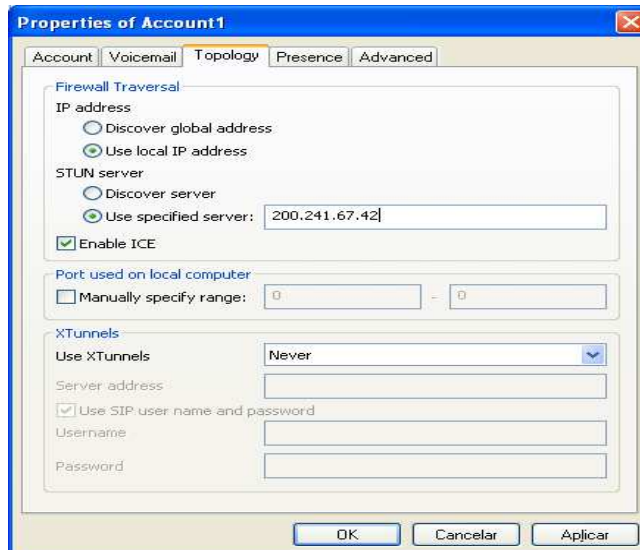 Properties of Account1
Account Voicemail Topology Presence Advanced
Firewall Traversal
IP address
Discover global address
Use local IP address
STUN server
Discover server
Use specified server: 200.241.67.42
Enable ICE
Port used on local computer
Manually specify range: 0 - 0
XTunnels
Use XTunnels Never
Server address
Use SIP user name and password
Username
Password
OK Cancelar Aplicar